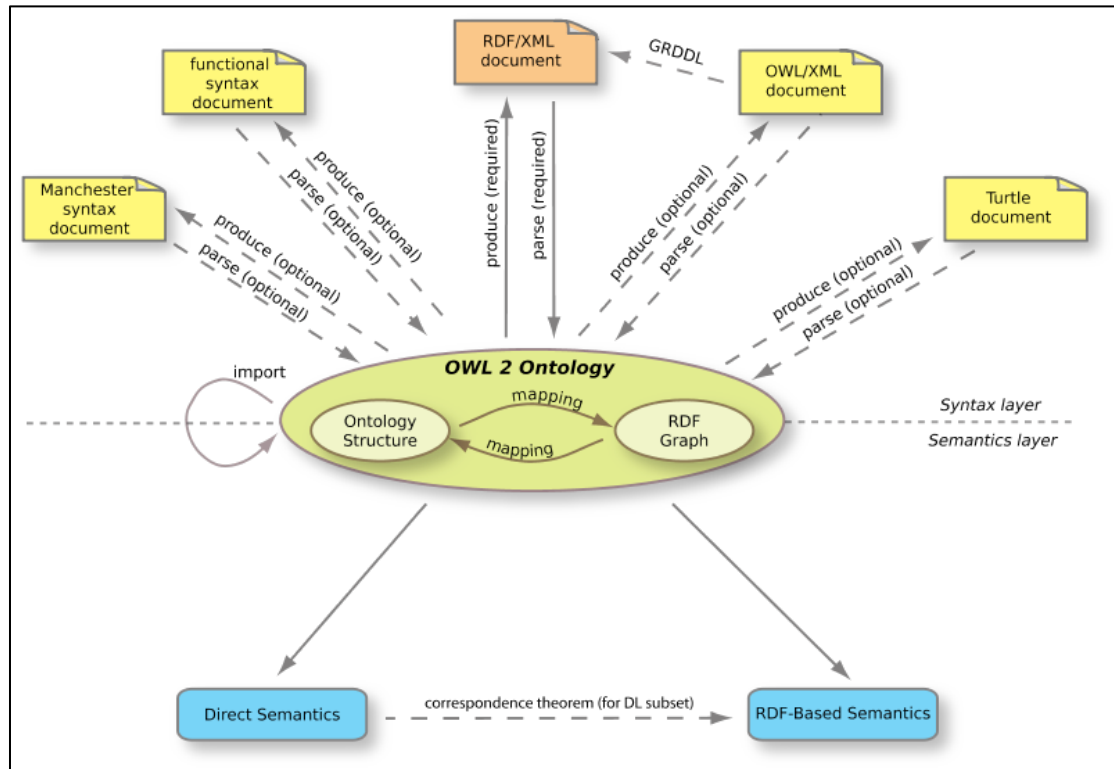 functional
syntax
document
RDF/XML
document
GRDDL
OWL/XML
document
Manchester
syntax
document
Turtle
document
produce (optional)
parse (optional)
produce (optional)
parse (optional)
produce (required)
parse (required)
produce (optional)
parse (optional)
produce (optional)
parse (optional)
import
OWL 2 Ontology
mapping
Ontology
Structure
RDF
Graph
mapping
Syntax layer
Semantics layer
Direct Semantics
correspondence theorem (for DL subset)
RDF-Based Semantics